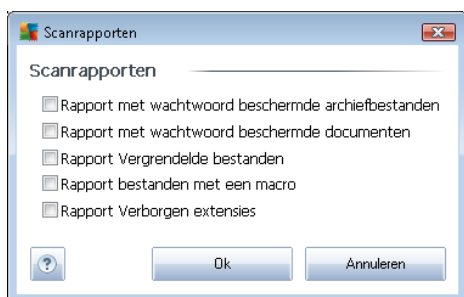 Scanrapporten
Scanrapporten
Rapport met wachtwoord beschermde archiefbestanden
Rapport met wachtwoord beschermde documenten
Rapport Vergrendelde bestanden
Rapport bestanden met een macro
Rapport Verborgen extensies
? Ok Annuleren